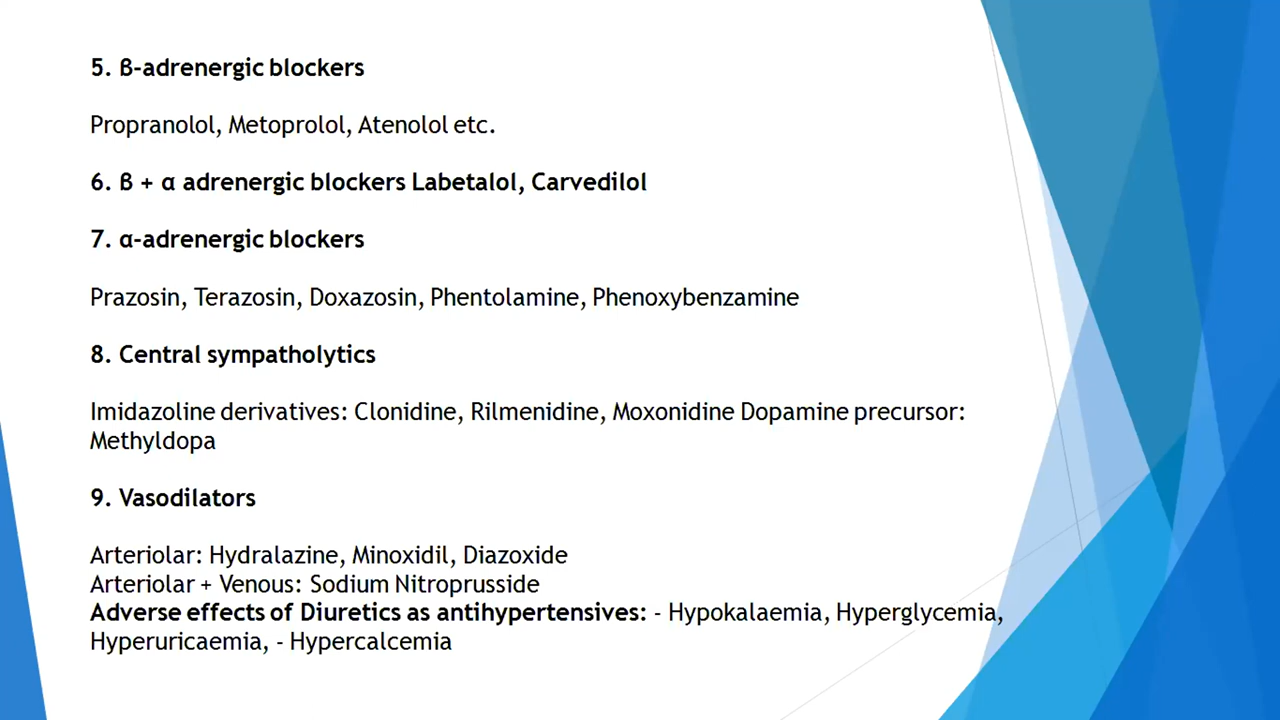 5. ß-adrenergic blockers
Propranolol, Metoprolol, Atenolol etc.
6. ß + α adrenergic blockers Labetalol, Carvedilol
7. α-adrenergic blockers
Prazosin, Terazosin, Doxazosin, Phentolamine, Phenoxybenzamine
8. Central sympatholytics
Imidazoline derivatives: Clonidine, Rilmenidine, Moxonidine Dopamine precursor:
Methyldopa
9. Vasodilators
Arteriolar: Hydralazine, Minoxidil, Diazoxide
Arteriolar + Venous: Sodium Nitroprusside
Adverse effects of Diuretics as antihypertensives: - Hypokalaemia, Hyperglycemia,
Hyperuricaemia, - Hypercalcemia